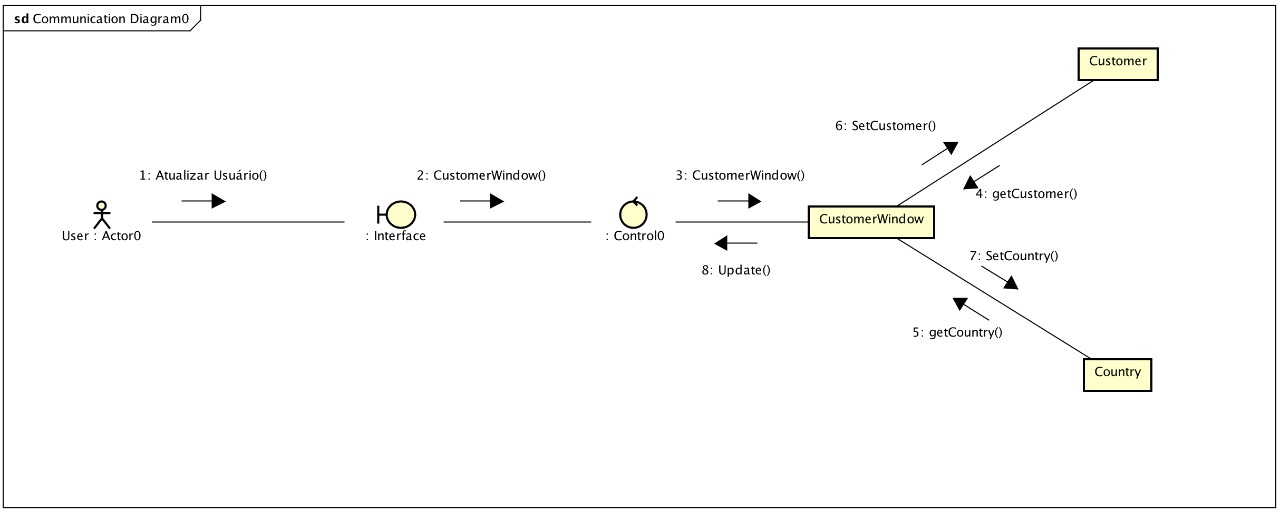 sd Communication Diagram0
Customer
6: SetCustomer()
4: getCustomer()
1: Atualizar Usuário()
2: CustomerWindow()
3: CustomerWindow()
User : Actor0
: Interface
: Control0
CustomerWindow
8: Update()
7: SetCountry()
5: getCountry()
Country